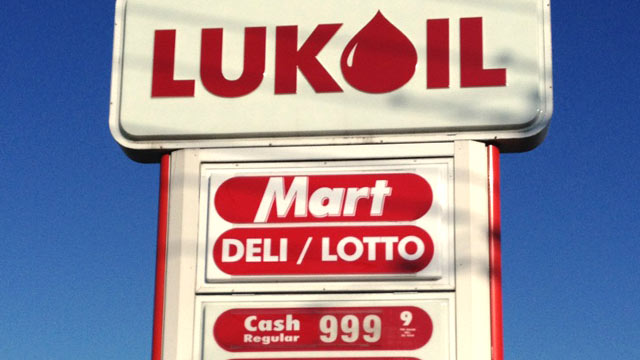 LUKOIL
Mart
DELI / LOTTO
Cash Regular 999 9